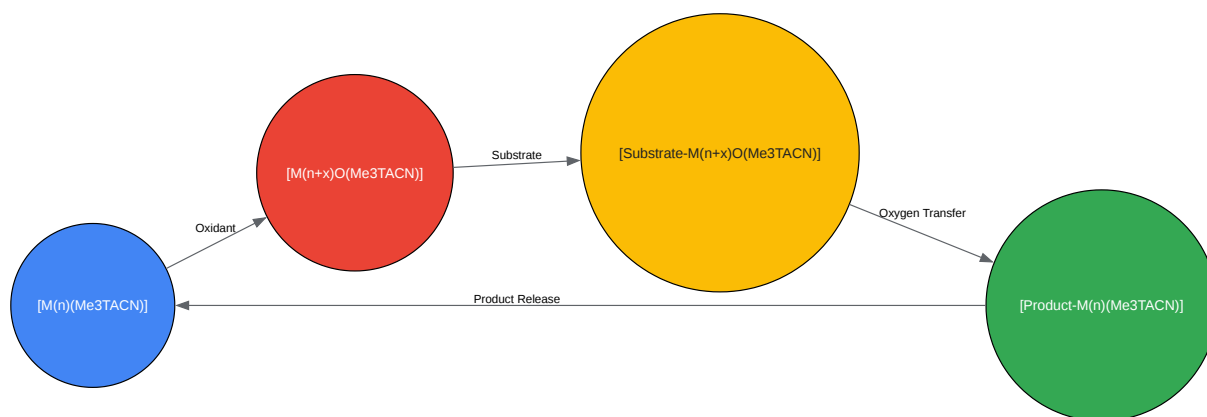 [M(n)(Me3TACN)]
Oxidant
[M(n+x)O(Me3TACN)]
Substrate
[Substrate-M(n+x)O(Me3TACN)]
Oxygen Transfer
[Product-M(n)(Me3TACN)]
Product Release